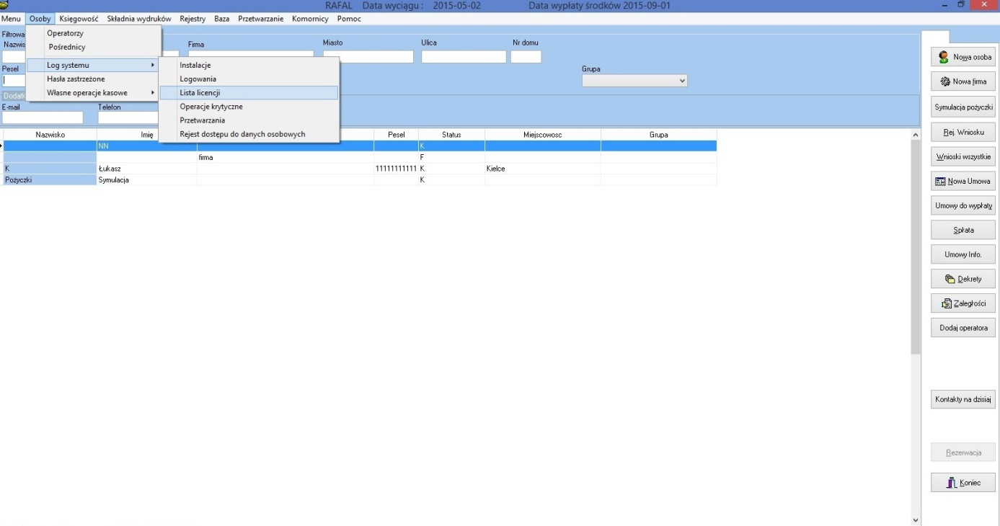 RAFAL Data wyciągu : 2015-05-02 Data wypłaty środków 2015-09-01
Menu Osoby Księgowość Składnia wydruków Rejestry Baza Przetwarzanie Komornicy Pomoc
Operatorzy
Pośrednicy
Log systemu
Hasła zastrzeżone
Własne operacje kasowe
Instalacje
Logowania
Lista licencji
Operacje krytyczne
Przetwarzania
Rejest dostępu do danych osobowych
Filtrowa
Nazwis Firma Miasto Ulica Nr domu
Pesel Grupa
Dodatk
E-mail Telefon
Nazwisko Imię Pesel Status Miejscowosc Grupa
NN K
firma F
K Łukasz 11111111111 K Kielce
Pożyczki Symulacja K
Nowa osoba
Nowa firma
Symulacja pożyczki
Rej. Wniosku
Wnioski wszystkie
Nowa Umowa
Umowy do wypłaty
Spłata
Umowy Info.
Dekrety
Zaległości
Dodaj operatora
Kontakty na dzisiaj
Rezerwacja
Koniec